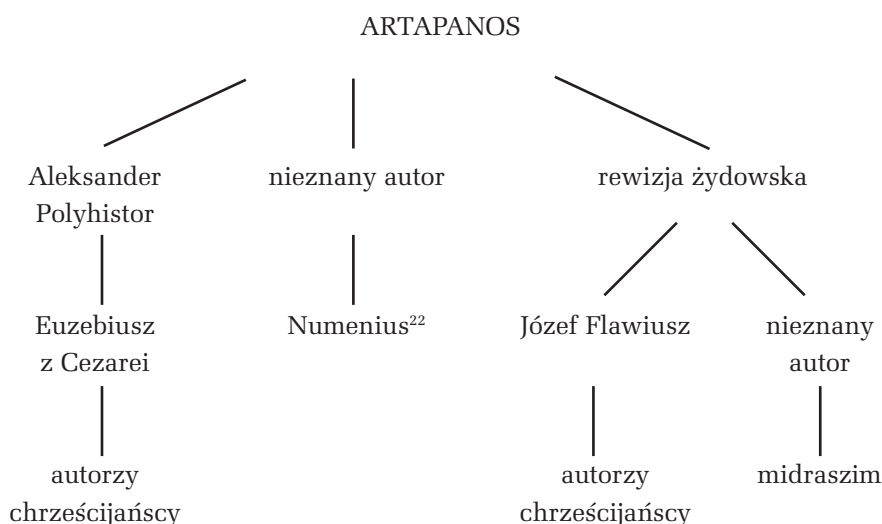 ARTAPANOS
Aleksander
Polyhistor
nieznany autor
rewizja żydowska
Euzebiusz
z Cezarei
Numenius²²
Józef Flawiusz
nieznany
autor
autorzy
chrześcijańscy
autorzy
chrześcijańscy
midraszim